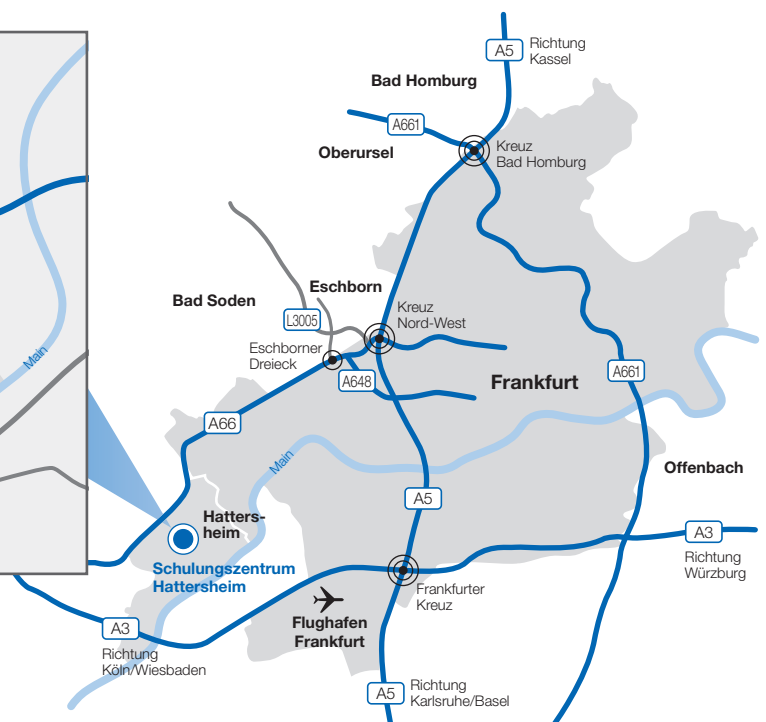 A5
Richtung
Kassel
Bad Homburg
A661
Oberursel
Kreuz
Bad Homburg
Eschborn
Bad Soden
Kreuz
Nord-West
L3005
Eschborner
Dreieck
Main
A648
Frankfurt
A661
A66
Main
Offenbach
A5
Hatters-
heim
A3
Richtung
Würzburg
Schulungszentrum
Hattersheim
Frankfurter
Kreuz
Flughafen
Frankfurt
A3
Richtung
Köln/Wiesbaden
A5
Richtung
Karlsruhe/Basel